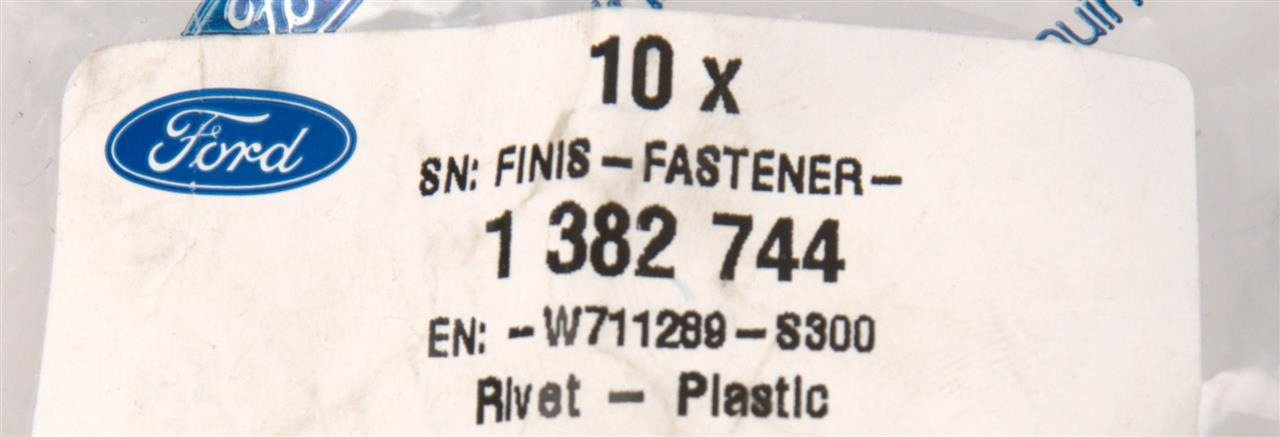 10 x
Ford
SN: FINIS - FASTENER -
1 382 744
EN: - W711289-S300
Rivet - Plastic